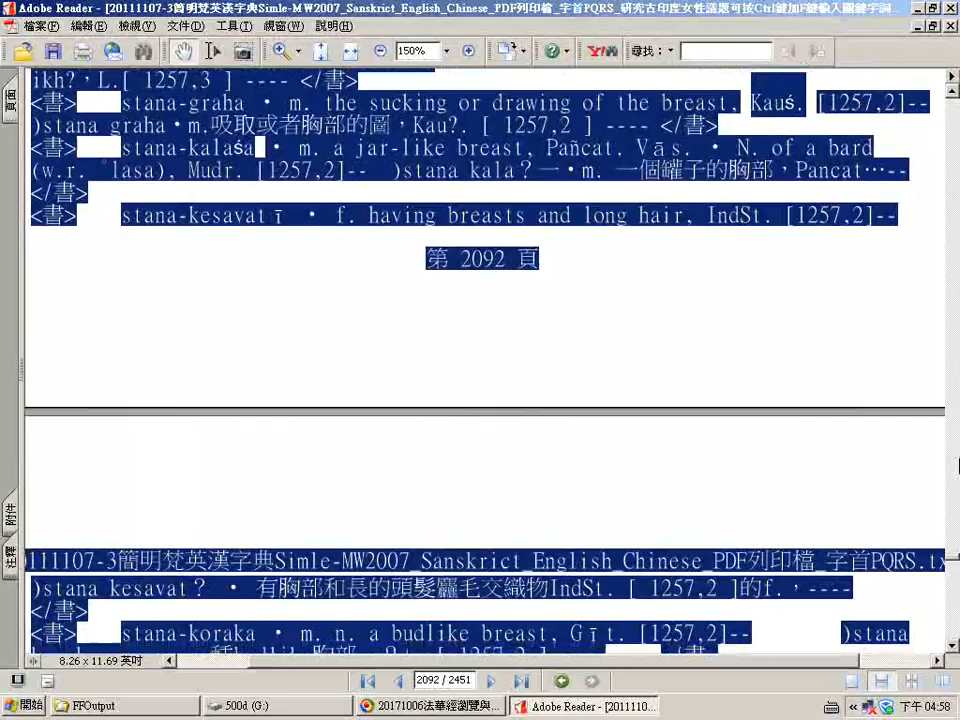 Adobe Reader - [20111107-3簡明梵英漢字典Simle-MW2007_Sanskrict_English_Chinese_PDF列印檔_字首PQRS_研究古印度女性議題可按Ctrl鍵加F鍵輸入關鍵字詞...
檔案(F) 編輯(E) 檢視(V) 文件(D) 工具(T) 視窗(W) 說明(H)
150% 尋找:
頁面
ikh?,L.[ 1257,3 ] ---- </書>
<書> stana-graha • m. the sucking or drawing of the breast, Kauś. [1257,2]--
)stana graha•m.吸取或者胸部的圖,Kau?. [ 1257,2 ] ---- </書>
<書> stana-kalaśa • m. a jar-like breast, Pañcat. Vās. • N. of a bard
(w.r. °lasa), Mudr. [1257,2]-- )stana kala?一•m. 一個罐子的胸部,Pancat…--
</書>
<書> stana-kesavatī • f. having breasts and long hair, IndSt. [1257,2]--
第 2092 頁
附件
注釋
111107-3簡明梵英漢字典Simle-MW2007_Sanskrict_English_Chinese_PDF列印檔_字首PQRS.tx
)stana kesavat? • 有胸部和長的頭髮麗毛交織物IndSt. [ 1257,2 ]的f.,----
</書>
<書> stana-koraka • m. n. a budlike breast, Gīt. [1257,2]-- )stana
8.26 x 11.69 英吋
2092 / 2451
開始 FFOutput 500d (G:) 20171006法華經瀏覽與... Adobe Reader - [2011110... 下午 04:58